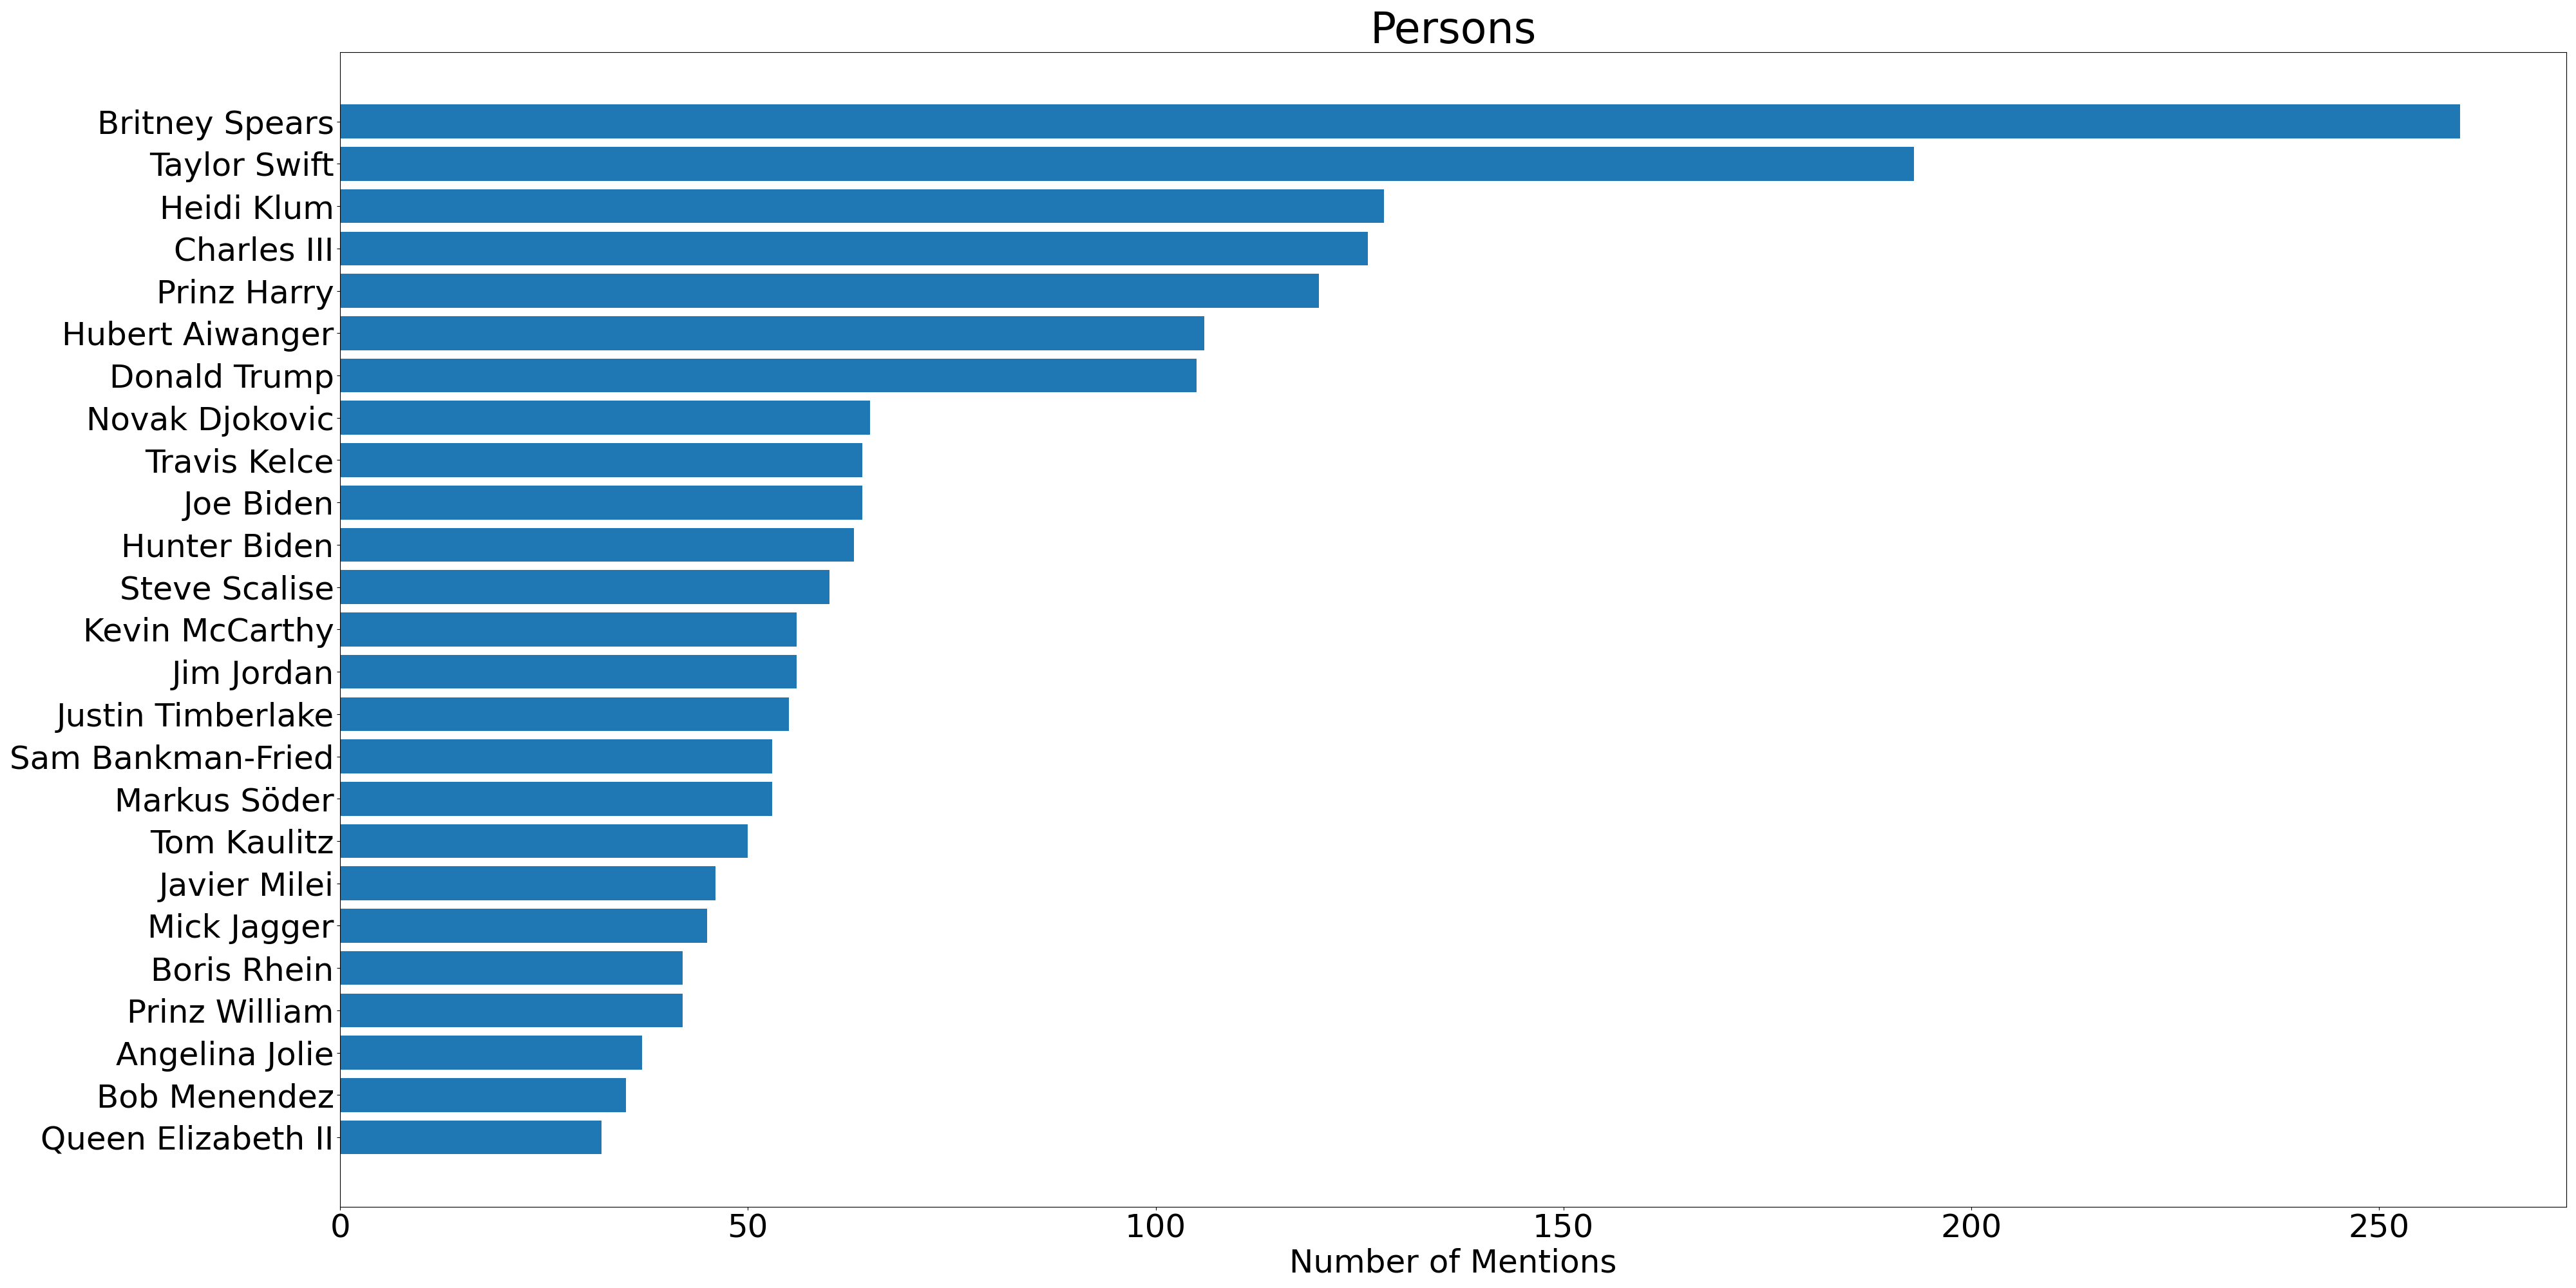 Persons
Britney Spears
Taylor Swift
Heidi Klum
Charles III
Prinz Harry
Hubert Aiwanger
Donald Trump
Novak Djokovic
Travis Kelce
Joe Biden
Hunter Biden
Steve Scalise
Kevin McCarthy
Jim Jordan
Justin Timberlake
Sam Bankman-Fried
Markus Söder
Tom Kaulitz
Javier Milei
Mick Jagger
Boris Rhein
Prinz William
Angelina Jolie
Bob Menendez
Queen Elizabeth II
0 50 100 150 200 250
Number of Mentions